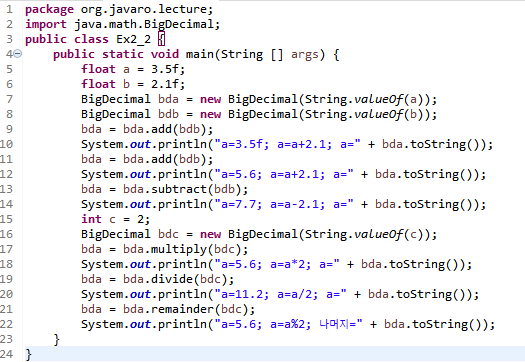 1 package org.javaro.lecture;
2 import java.math.BigDecimal;
3 public class Ex2_2 {
4 public static void main(String [] args) {
5 float a = 3.5f;
6 float b = 2.1f;
7 BigDecimal bda = new BigDecimal(String.valueOf(a));
8 BigDecimal bdb = new BigDecimal(String.valueOf(b));
9 bda = bda.add(bdb);
10 System.out.println("a=3.5f; a=a+2.1; a=" + bda.toString());
11 bda = bda.add(bdb);
12 System.out.println("a=5.6; a=a+2.1; a=" + bda.toString());
13 bda = bda.subtract(bdb);
14 System.out.println("a=7.7; a=a-2.1; a=" + bda.toString());
15 int c = 2;
16 BigDecimal bdc = new BigDecimal(String.valueOf(c));
17 bda = bda.multiply(bdc);
18 System.out.println("a=5.6; a=a*2; a=" + bda.toString());
19 bda = bda.divide(bdc);
20 System.out.println("a=11.2; a=a/2; a=" + bda.toString());
21 bda = bda.remainder(bdc);
22 System.out.println("a=5.6; a=a%2; 나머지=" + bda.toString());
23 }
24 }